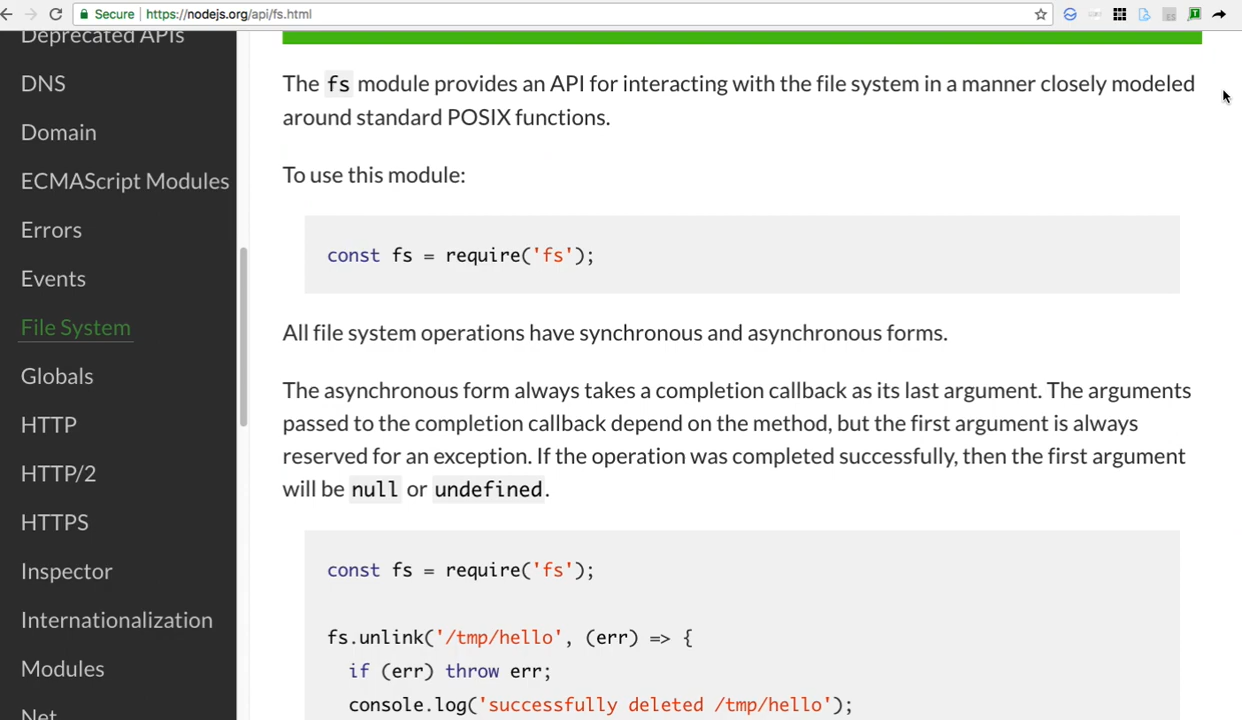 Secure https://nodejs.org/api/fs.html
Deprecated APIs
DNS
Domain
ECMAScript Modules
Errors
Events
File System
Globals
HTTP
HTTP/2
HTTPS
Inspector
Internationalization
Modules
Net
The fs module provides an API for interacting with the file system in a manner closely modeled
around standard POSIX functions.
To use this module:
const fs = require('fs');
All file system operations have synchronous and asynchronous forms.
The asynchronous form always takes a completion callback as its last argument. The arguments
passed to the completion callback depend on the method, but the first argument is always
reserved for an exception. If the operation was completed successfully, then the first argument
will be null or undefined.
const fs = require('fs');
fs.unlink('/tmp/hello', (err) => {
if (err) throw err;
console.log('successfully deleted /tmp/hello');